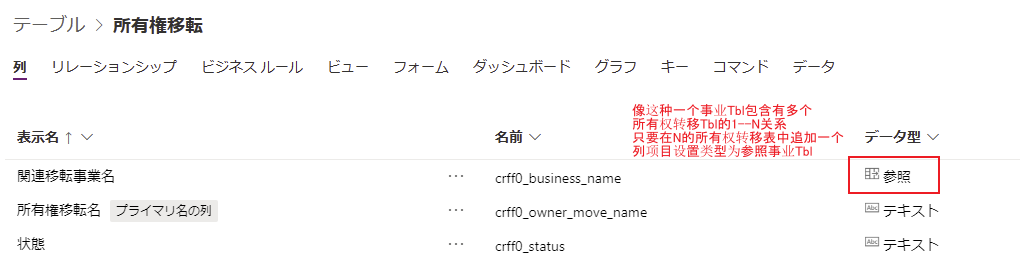 テーブル > 所有権移転
列 リレーションシップ ビジネス ルール ビュー フォーム ダッシュボード グラフ キー コマンド データ
像这种一个事业Tbl包含有多个
所有权转移Tbl的1--N关系
只要在N的所有权转移表中追加一个
列项目设置类型为参照事业Tbl
表示名 ↑ 名前 データ型
関連移転事業名 ··· crff0_business_name 参照
所有権移転名 プライマリ名の列 ··· crff0_owner_move_name Abc テキスト
状態 ··· crff0_status Abc テキスト